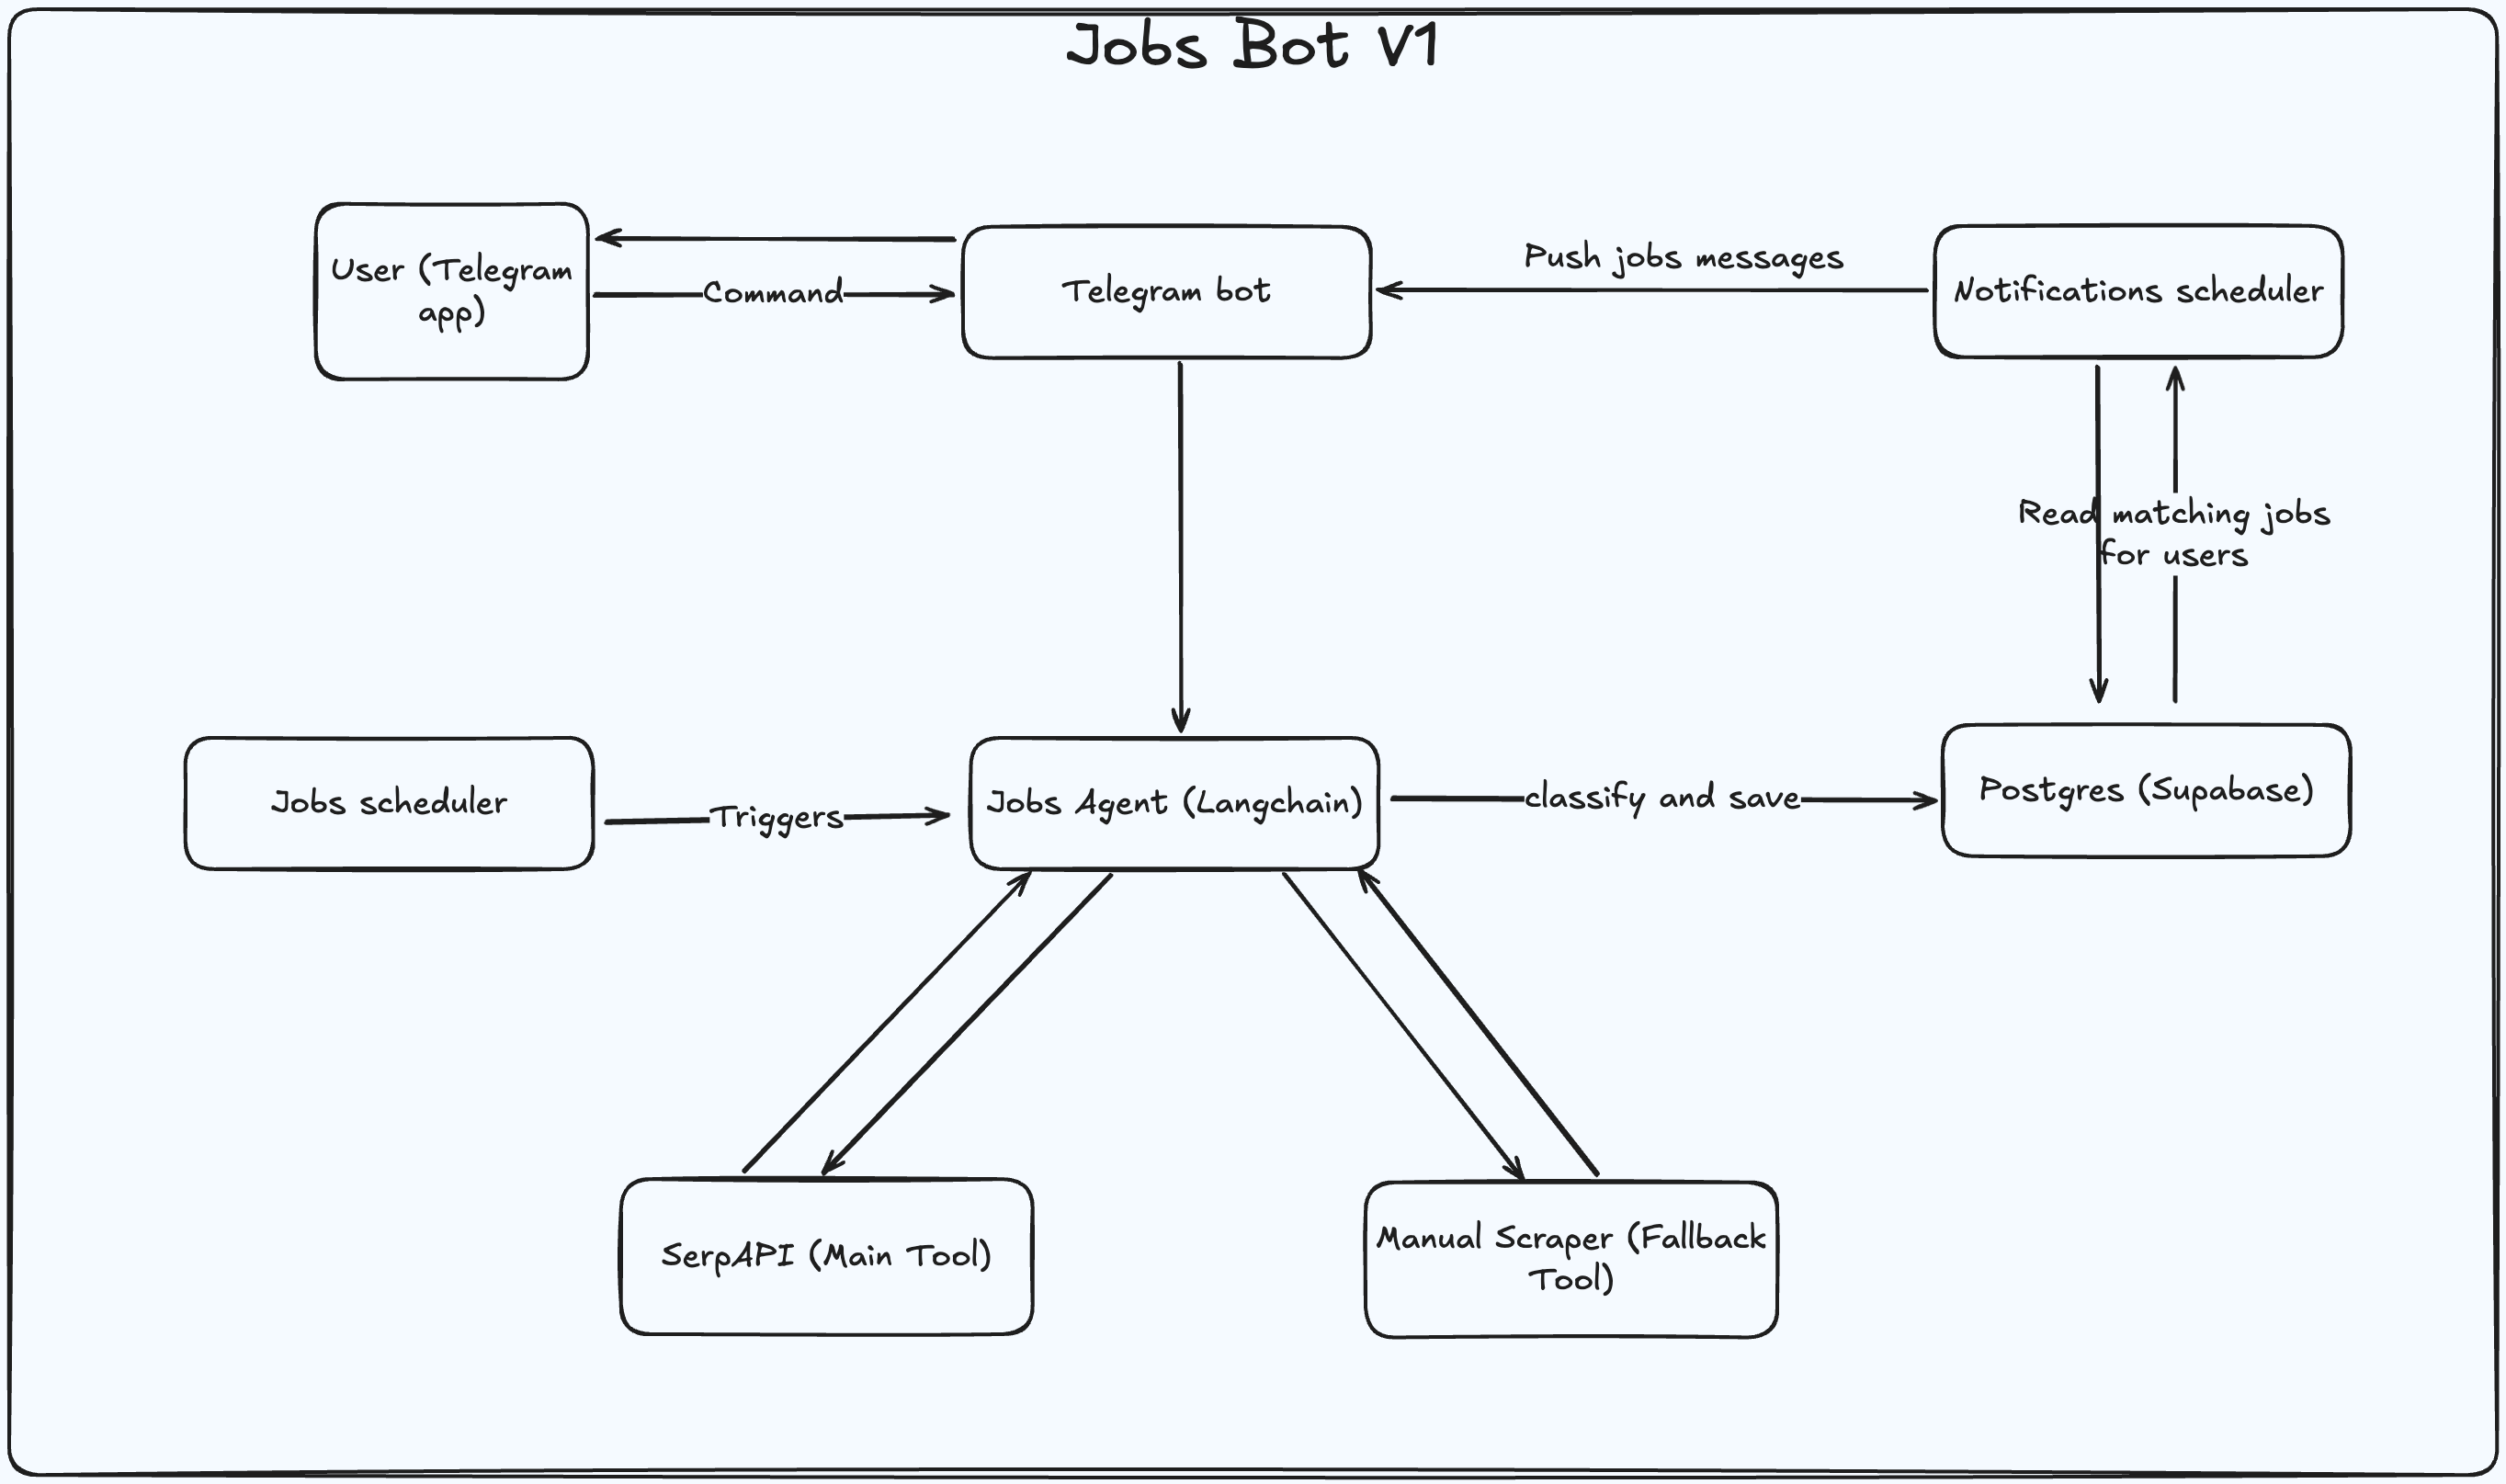 Jobs Bot V1
User (Telegram
app)
Command
Telegram bot
Push jobs messages
Notifications scheduler
Read matching jobs
for users
Jobs scheduler
Triggers
Jobs Agent (Langchain)
classify and save
Postgres (Supabase)
SerpAPI (Main Tool)
Manual Scraper (Fallback
Tool)